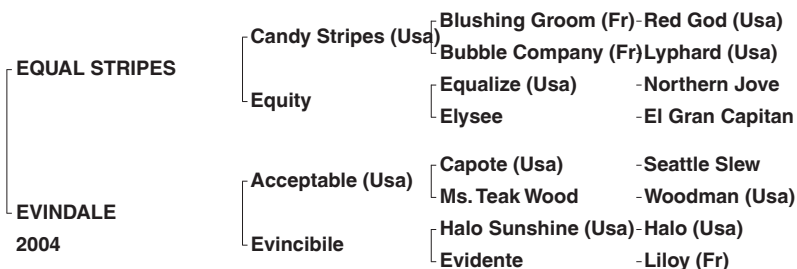 Blushing Groom (Fr) - Red God (Usa)
Candy Stripes (Usa)
Bubble Company (Fr) Lyphard (Usa)
EQUAL STRIPES
Equalize (Usa) - Northern Jove
Equity
Elysee - El Gran Capitan
Capote (Usa) - Seattle Slew
Acceptable (Usa)
Ms. Teak Wood - Woodman (Usa)
EVINDALE
Halo Sunshine (Usa) - Halo (Usa)
2004
Evincibile
Evidente - Liloy (Fr)